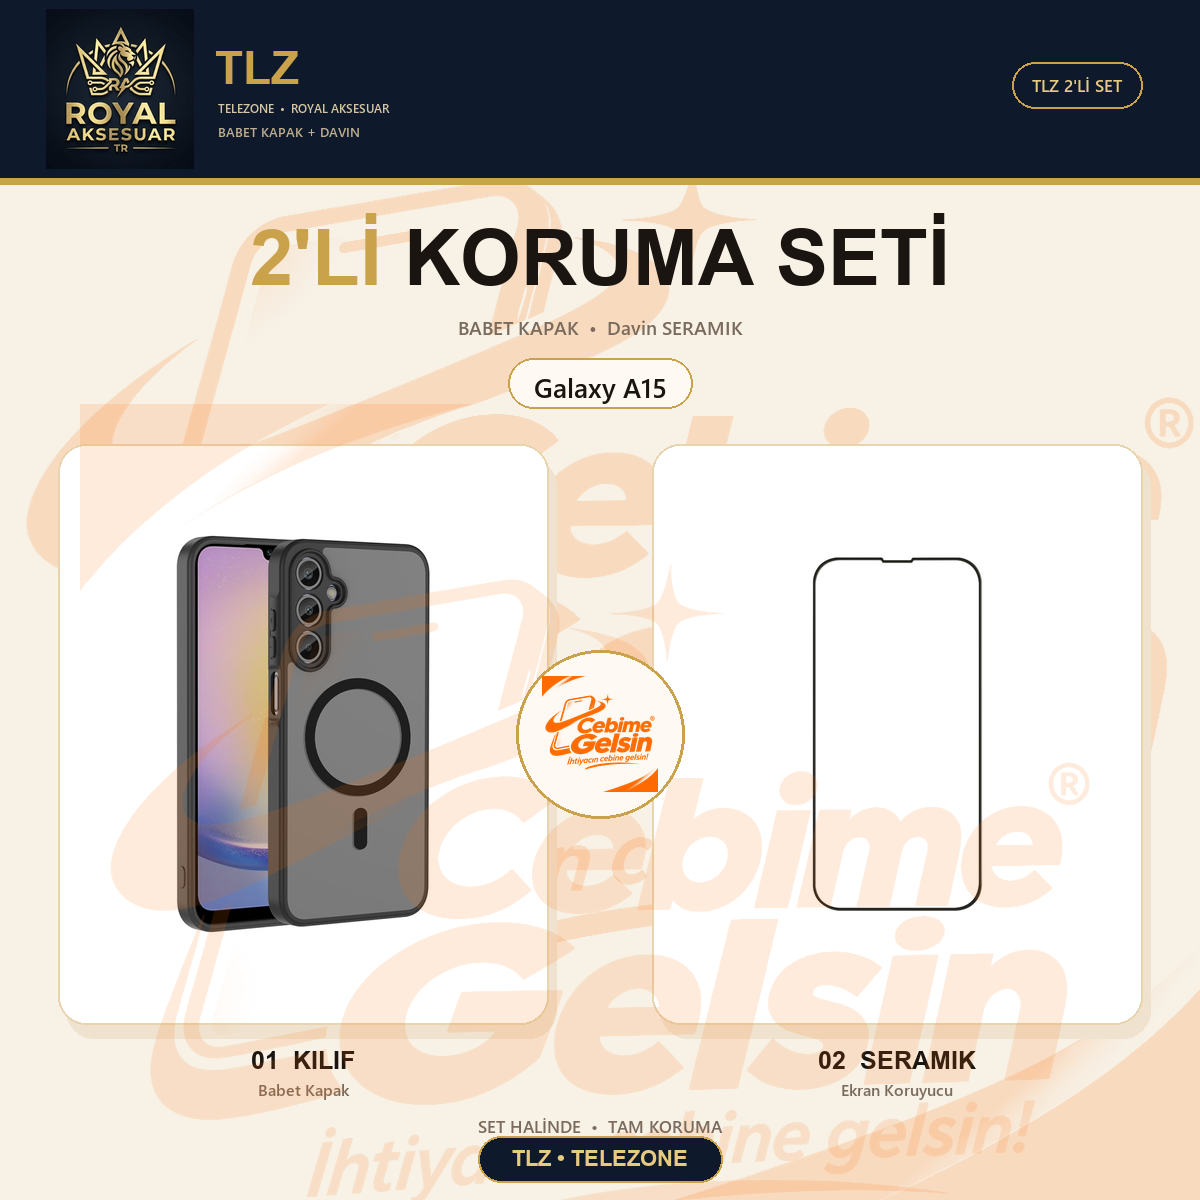 ROYAL
AKSESUAR
TR
TLZ
TELEZONE • ROYAL AKSESUAR
BABET KAPAK + DAVIN
TLZ 2'Lİ SET
2'Lİ KORUMA SETİ
BABET KAPAK • Davin SERAMIK
Galaxy A15
Cebime
Gelsin
İhtiyacın cebine gelsin!
Cebime®
Gelsin
01 KILIF
Babet Kapak
02 SERAMIK
Ekran Koruyucu
SET HALİNDE • TAM KORUMA
TLZ • TELEZONE